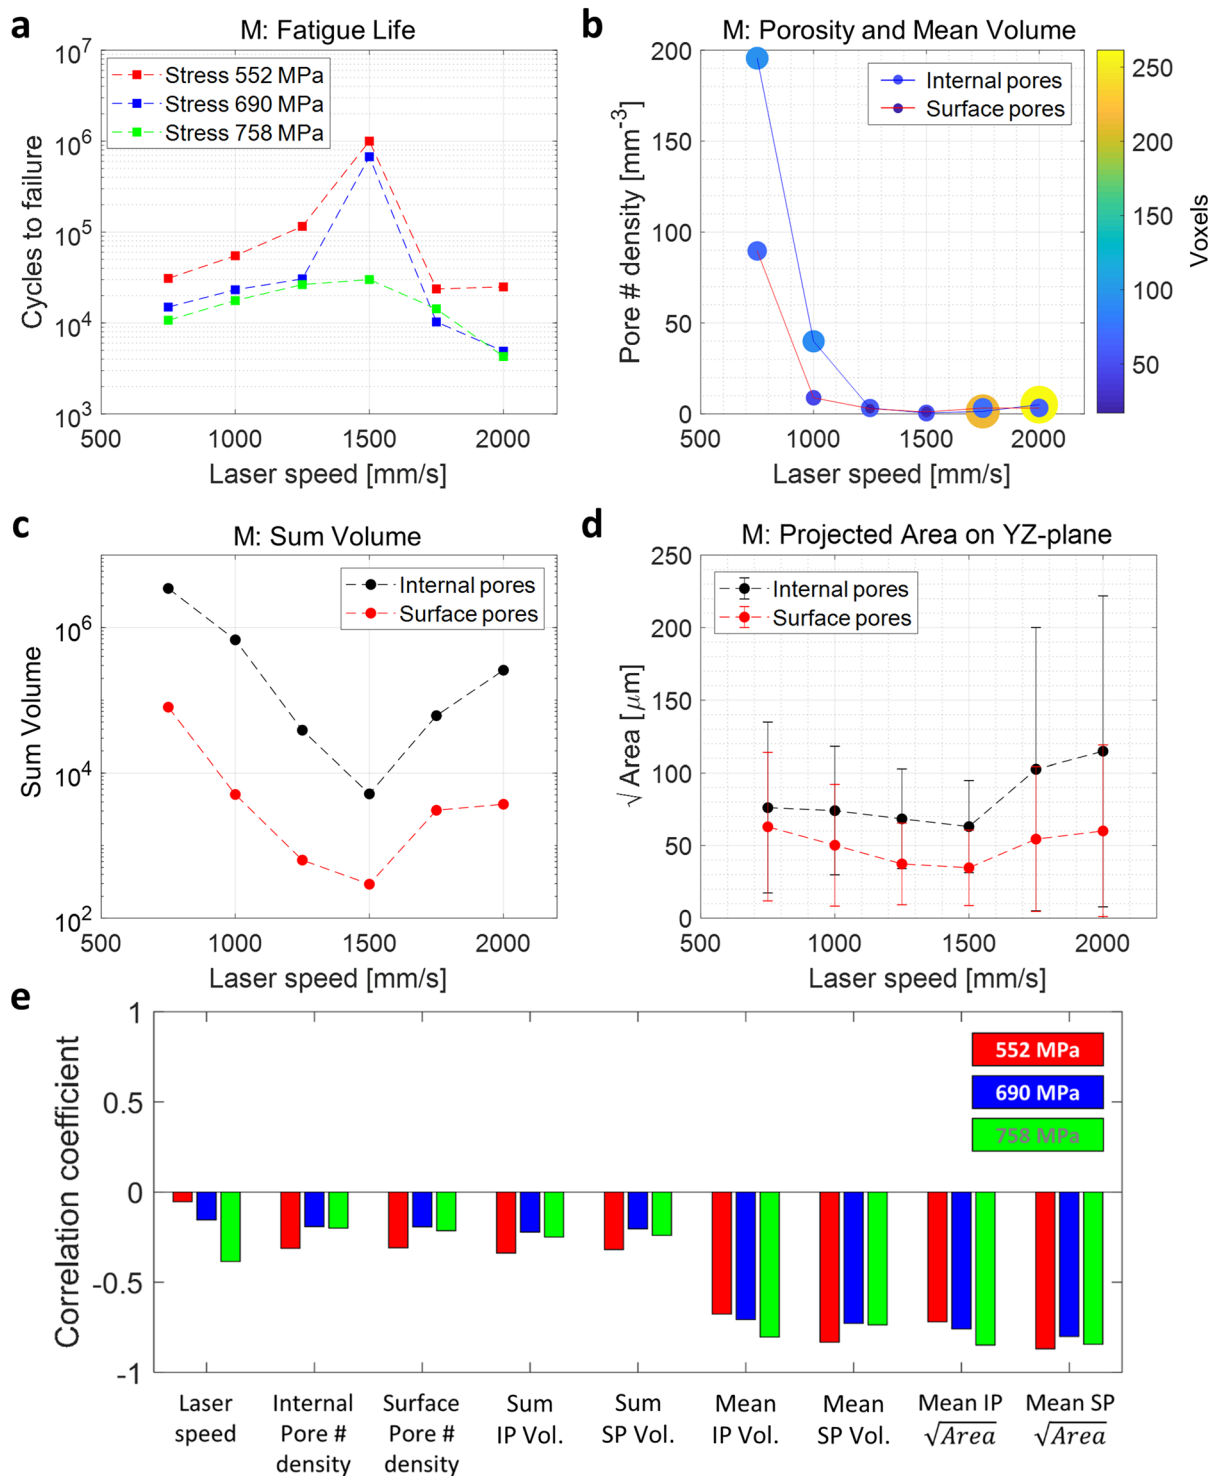 a
M: Fatigue Life
10^7
10^6
10^5
10^4
10^3
Cycles to failure
Stress 552 MPa
Stress 690 MPa
Stress 758 MPa
500 1000 1500 2000
Laser speed [mm/s]
b
M: Porosity and Mean Volume
200
150
100
50
0
Pore # density [mm^-3]
Internal pores
Surface pores
500 1000 1500 2000
Laser speed [mm/s]
250
200
150
100
50
Voxels
c
M: Sum Volume
10^6
10^4
10^2
Sum Volume
Internal pores
Surface pores
500 1000 1500 2000
Laser speed [mm/s]
d
M: Projected Area on YZ-plane
250
200
150
100
50
0
√ Area [μm]
Internal pores
Surface pores
500 1000 1500 2000
Laser speed [mm/s]
e
1
0.5
0
-0.5
-1
Correlation coefficient
552 MPa
690 MPa
758 MPa
Laser
speed
Internal
Pore #
density
Surface
Pore #
density
Sum
IP Vol.
Sum
SP Vol.
Mean
IP Vol.
Mean
SP Vol.
Mean IP
√Area
Mean SP
√Area